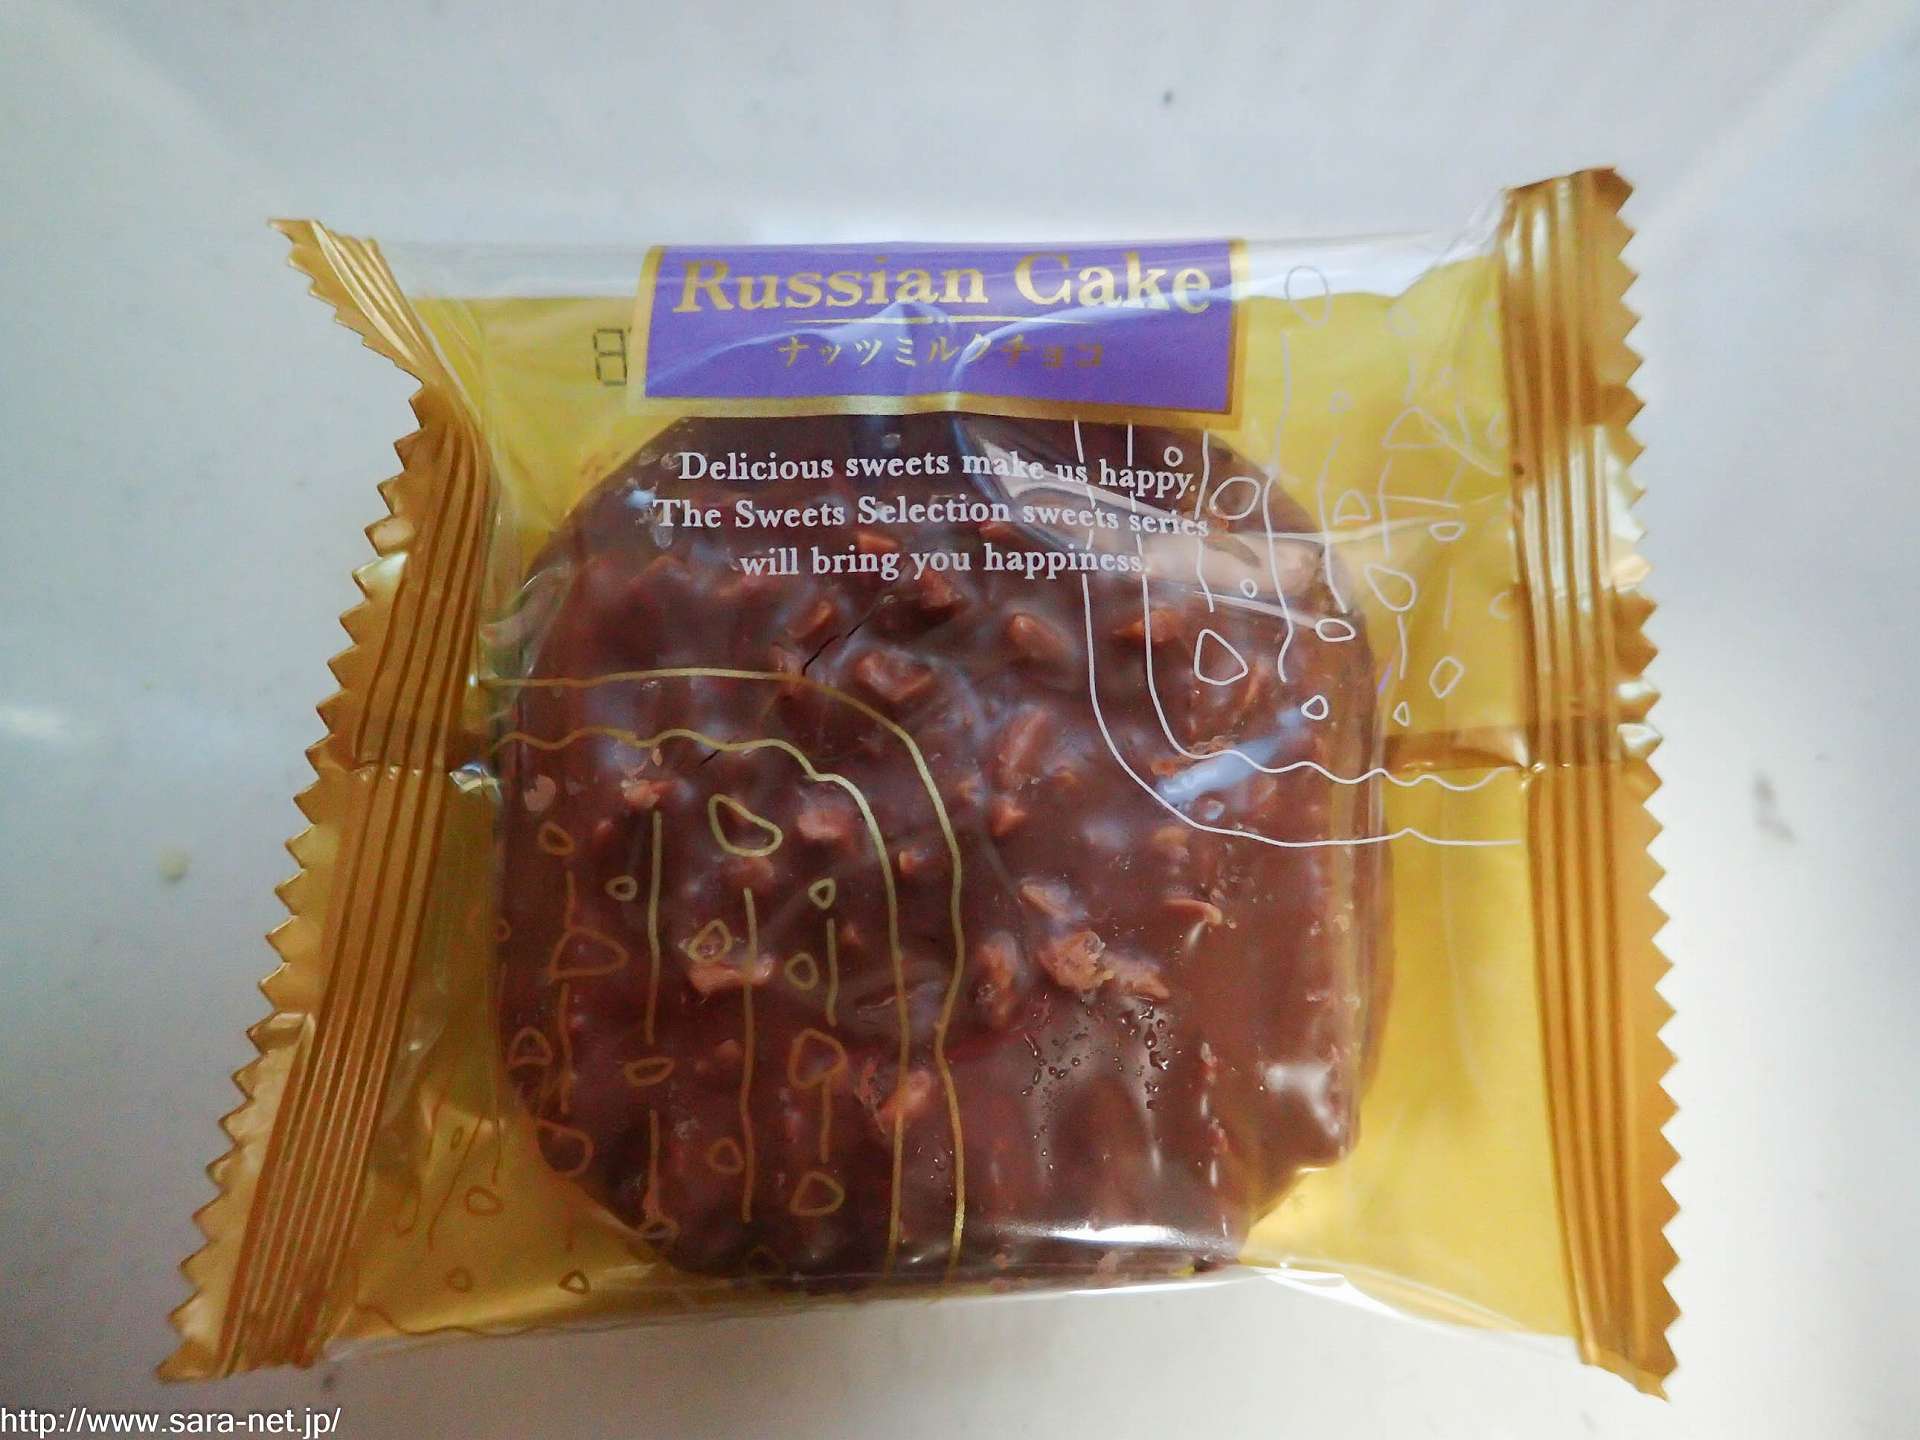 Russian Cake
ナッツミルクチョコ
Delicious sweets make us happy.
The Sweets Selection sweets series
will bring you happiness.
http://www.sara-net.jp/